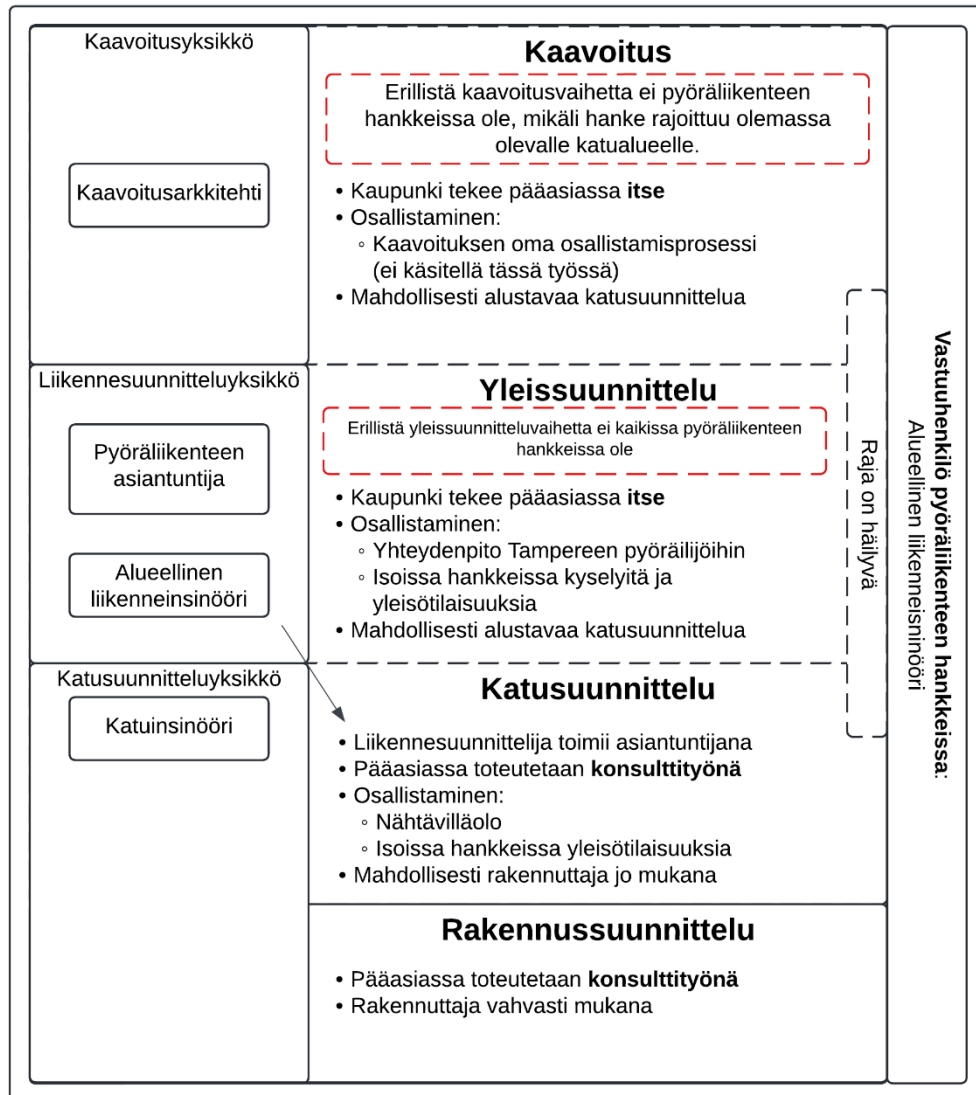 Kaavoitusyksikkö
Kaavoitusarkkitehti
Kaavoitus
Erillistä kaavoitusvaihetta ei pyöräliikenteen
hankkeissa ole, mikäli hanke rajoittuu olemassa
olevalle katualueelle.
• Kaupunki tekee pääasiassa itse
• Osallistaminen:
◦ Kaavoituksen oma osallistamisprosessi
(ei käsitellä tässä työssä)
• Mahdollisesti alustavaa katusuunnittelua
Liikennesuunnitteluyksikkö
Pyöräliikenteen
asiantuntija
Alueellinen
liikenneinsinööri
Yleissuunnittelu
Erillistä yleissuunnitteluvaihetta ei kaikissa pyöräliikenteen
hankkeissa ole
• Kaupunki tekee pääasiassa itse
• Osallistaminen:
◦ Yhteydenpito Tampereen pyöräilijöihin
◦ Isoissa hankkeissa kyselyitä ja
yleisötilaisuuksia
• Mahdollisesti alustavaa katusuunnittelua
Katusuunnitteluyksikkö
Katuinsinööri
Katusuunnittelu
• Liikennesuunnittelija toimii asiantuntijana
• Pääasiassa toteutetaan konsulttityönä
• Osallistaminen:
◦ Nähtävilläolo
◦ Isoissa hankkeissa yleisötilaisuuksia
• Mahdollisesti rakennuttaja jo mukana
Rakennussuunnittelu
• Pääasiassa toteutetaan konsulttityönä
• Rakennuttaja vahvasti mukana
Raja on häilyvä
Vastuuhenkilö pyöräliikenteen hankkeissa:
Alueellinen liikenneisninööri